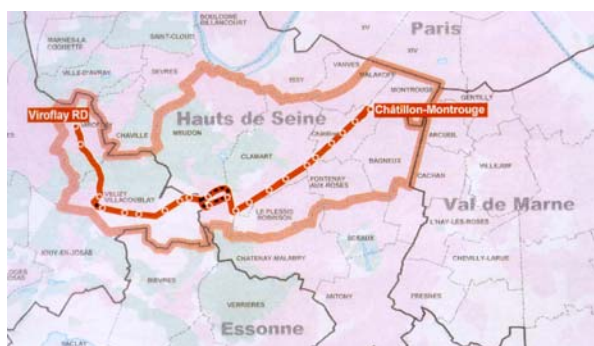 BOULOGNE
BILLANCOURT
XV
Paris
MARNES-LA
COQUETTE
SAINT-CLOUD
XIV
VILLE-D'AVRAY
SEVRES
ISSY
VANVES
MALAKOFF
MONTROUGE
GENTILLY
Viroflay RD
Châtillon-Montrouge
CHAVILLE
MEUDON
Hauts de Seine
ARCUEIL
CLAMART
BAGNEUX
VILLEJUIF
FONTENAY
AUX-ROSES
CACHAN
VELIZY
VILLACOUBLAY
LE PLESSIS
ROBINSON
Val de Marne
L'HAY-LES-ROSES
SCEAUX
JOUY-EN-JOSAS
CHATENAY-MALABRY
CHEVILLY-LARUE
BIEVRES
VERRIERES
ANTONY
FRESNES
Essonne
SACLAY